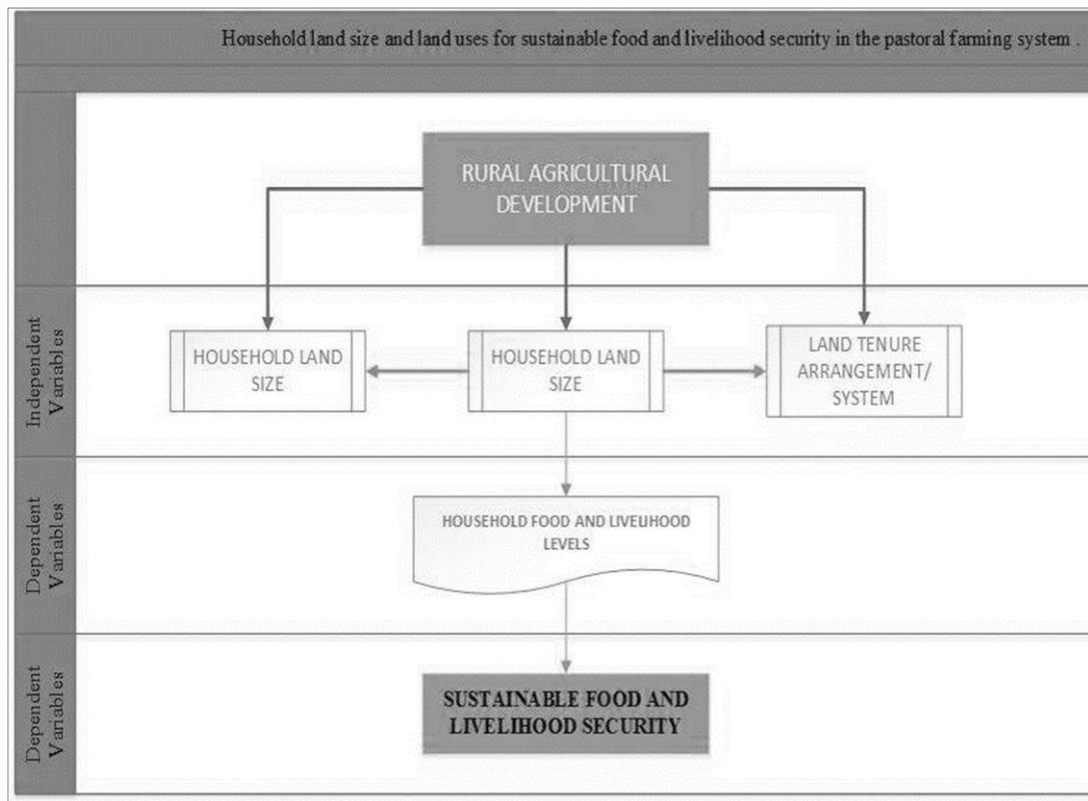 Household land size and land uses for sustainable food and livelihood security in the pastoral farming system .
RURAL AGRICULTURAL
DEVELOPMENT
Independent
Variables
HOUSEHOLD LAND
SIZE
HOUSEHOLD LAND
SIZE
LAND TENURE
ARRANGEMENT/
SYSTEM
Dependent
Variables
HOUSEHOLD FOOD AND LIVELIHOOD
LEVELS
Dependent
Variables
SUSTAINABLE FOOD AND
LIVELIHOOD SECURITY